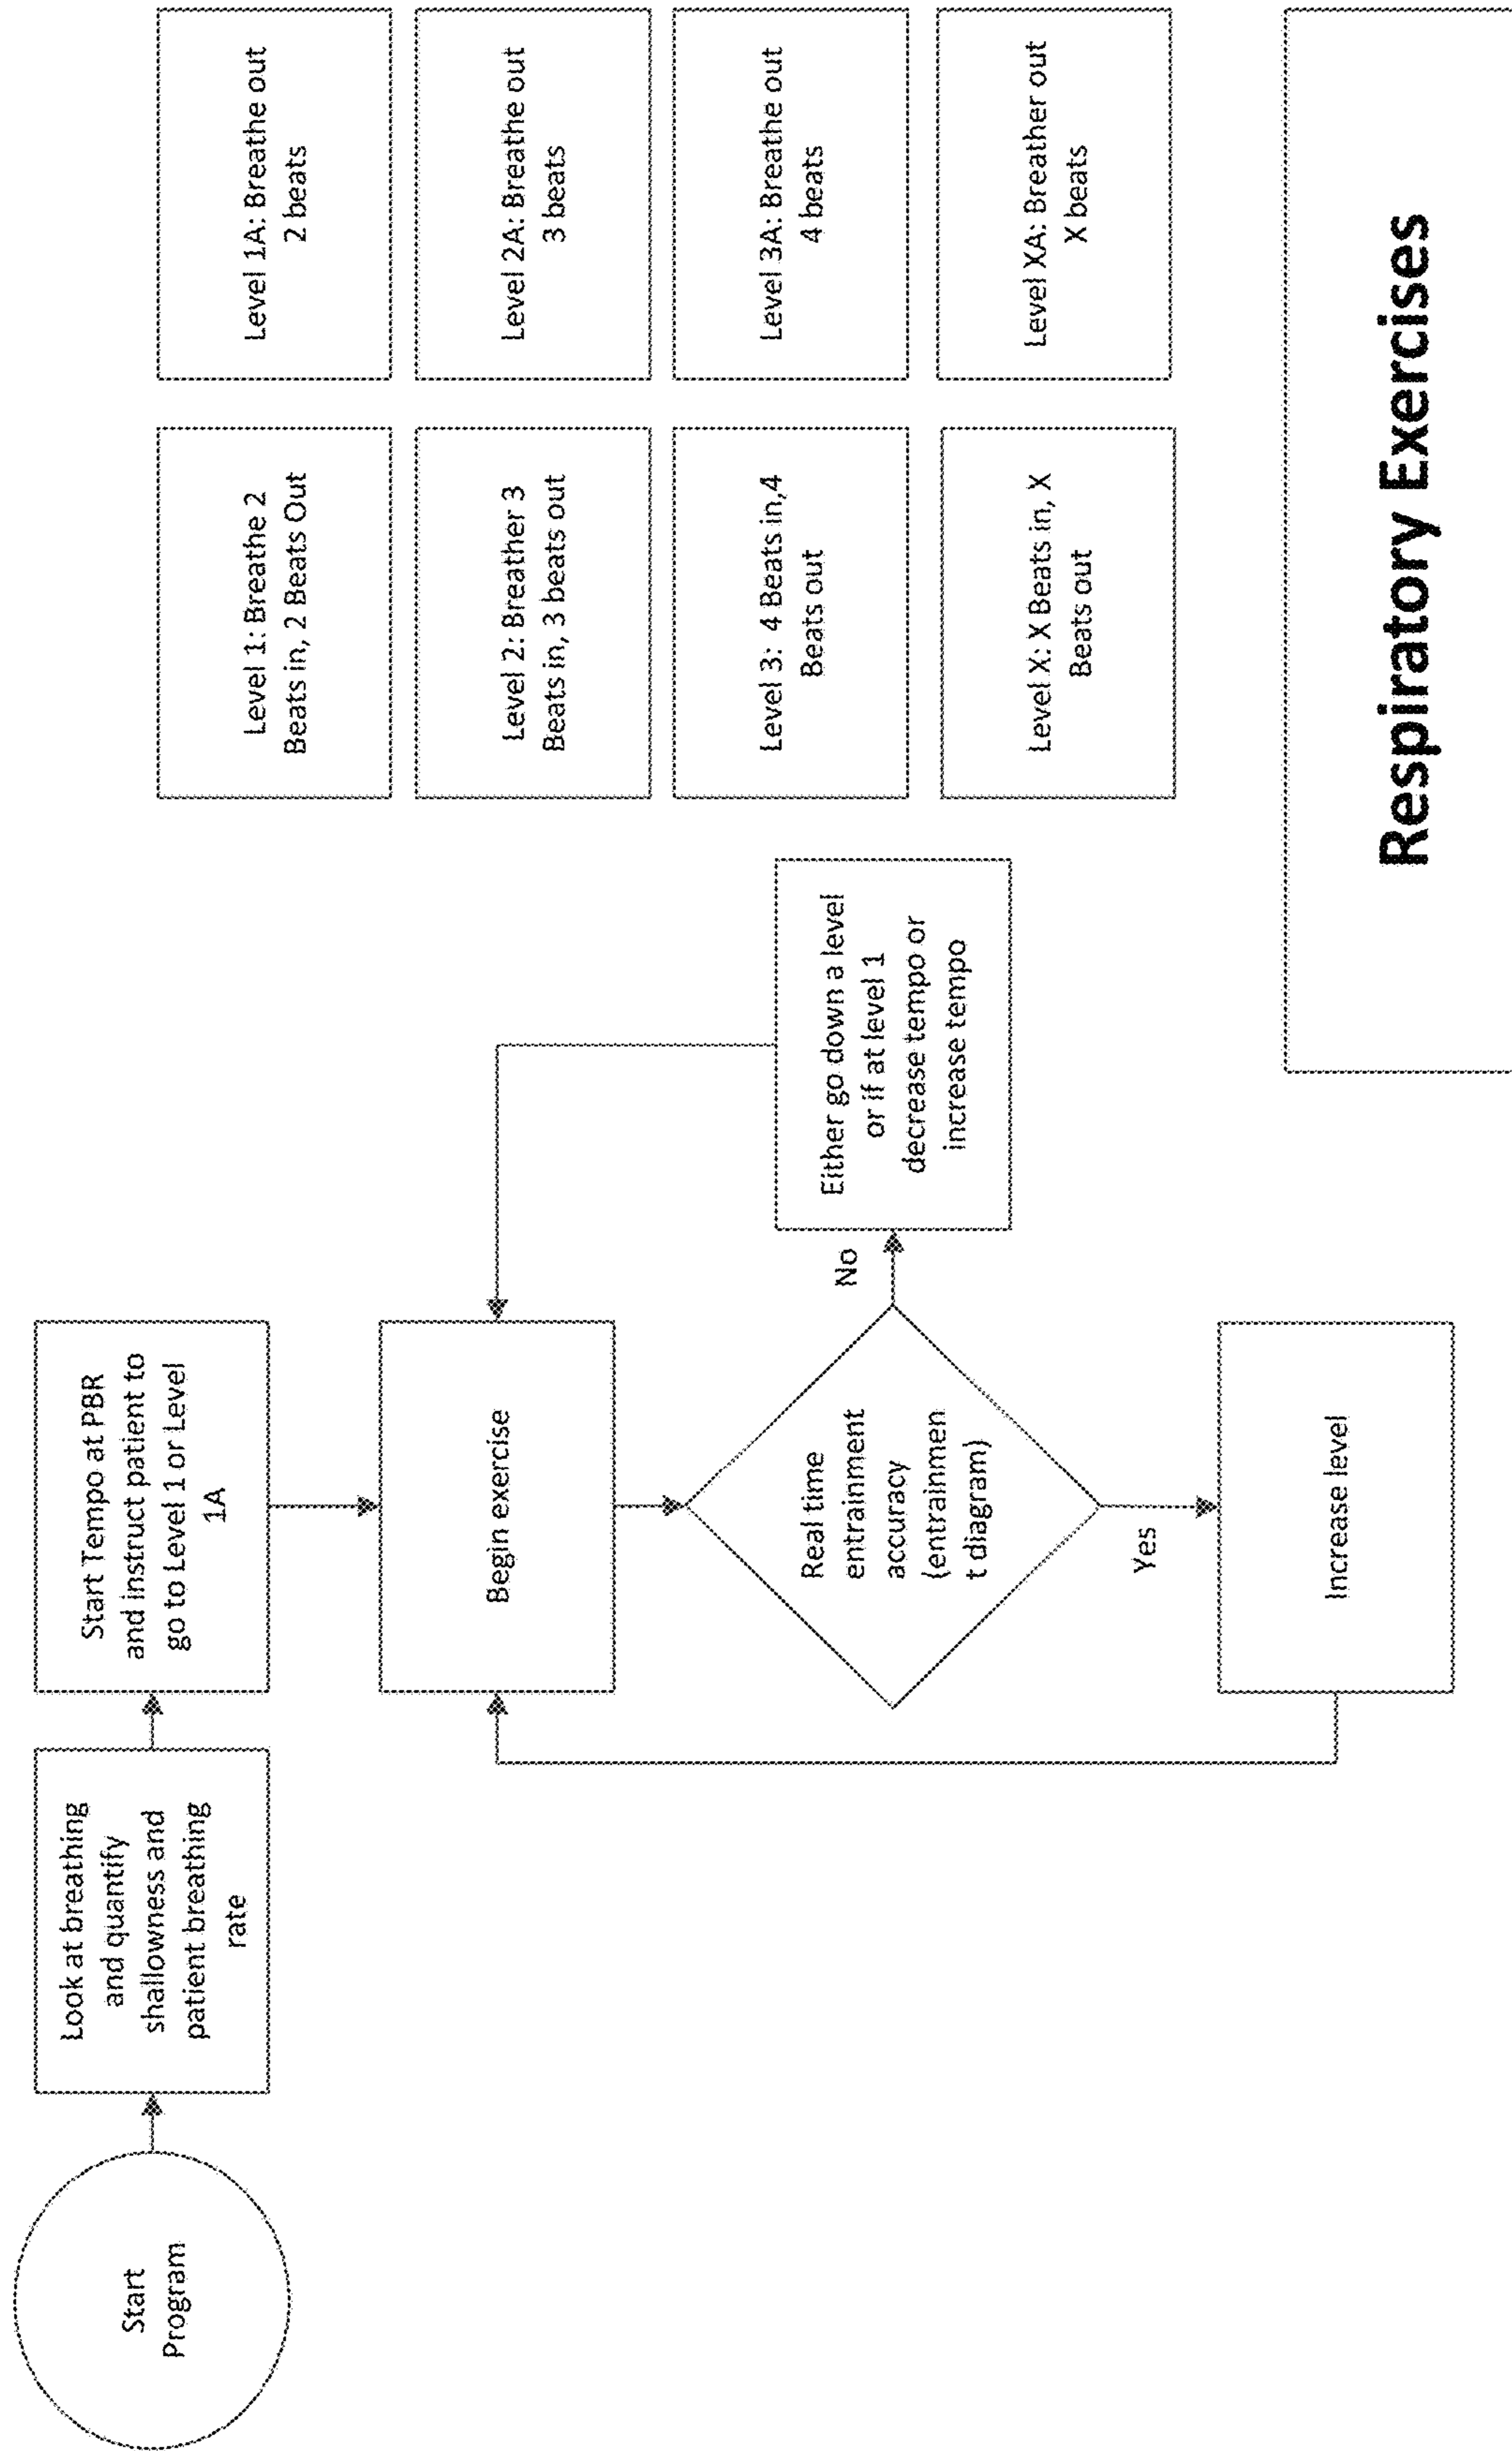 Start
Program
Look at breathing
and quantify
shallowness and
patient breathing
rate
Start Tempo at PBR
and instruct patient to
go to Level 1 or Level
1A
Begin exercise
Real time
entrainment
accuracy
(entrainmen
t diagram)
No
Either go down a level
or if at level 1
decrease tempo or
increase tempo
Yes
Increase level
Level 1: Breathe 2
Beats in, 2 Beats Out
Level 1A: Breathe out
2 beats
Level 2: Breather 3
Beats in, 3 beats out
Level 2A: Breathe out
3 beats
Level 3:  4 Beats in,4
Beats out
Level 3A: Breathe out
4 beats
Level X: X Beats in, X
Beats out
Level XA: Breather out
X beats
Respiratory Exercises